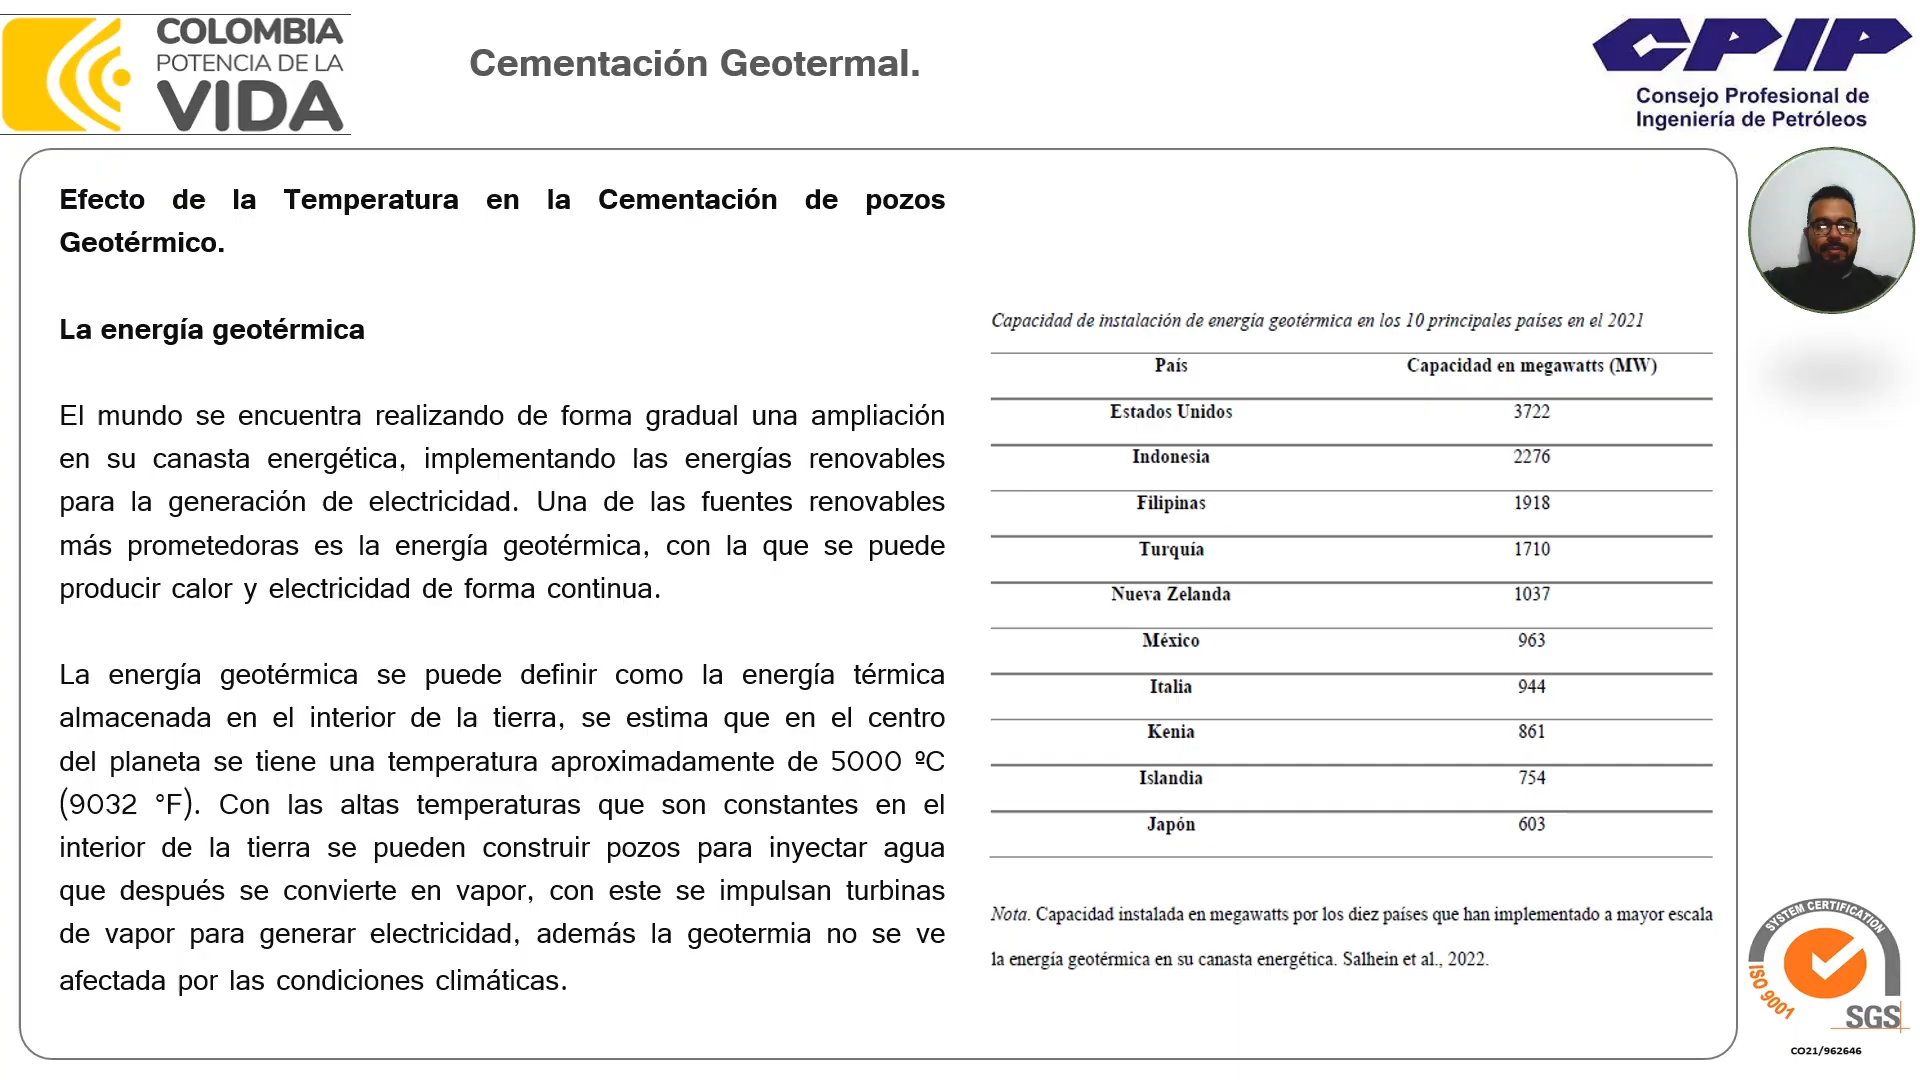 COLOMBIA
POTENCIA DE LA
VIDA
Cementación Geotermal.
CPIP
Consejo Profesional de
Ingeniería de Petróleos
Efecto de la Temperatura en la Cementación de pozos
Geotérmico.
La energía geotérmica
El mundo se encuentra realizando de forma gradual una ampliación
en su canasta energética, implementando las energías renovables
para la generación de electricidad. Una de las fuentes renovables
más prometedoras es la energía geotérmica, con la que se puede
producir calor y electricidad de forma continua.
La energía geotérmica se puede definir como la energía térmica
almacenada en el interior de la tierra, se estima que en el centro
del planeta se tiene una temperatura aproximadamente de 5000 ºC
(9032 °F). Con las altas temperaturas que son constantes en el
interior de la tierra se pueden construir pozos para inyectar agua
que después se convierte en vapor, con este se impulsan turbinas
de vapor para generar electricidad, además la geotermia no se ve
afectada por las condiciones climáticas.
Capacidad de instalación de energía geotérmica en los 10 principales países en el 2021
País Capacidad en megawatts (MW)
Estados Unidos 3722
Indonesia 2276
Filipinas 1918
Turquía 1710
Nueva Zelanda 1037
México 963
Italia 944
Kenia 861
Islandia 754
Japón 603
Nota. Capacidad instalada en megawatts por los diez países que han implementado a mayor escala
la energía geotérmica en su canasta energética. Salhein et al., 2022.
SYSTEM CERTIFICATION
ISO 9001
SGS
CO21/962646